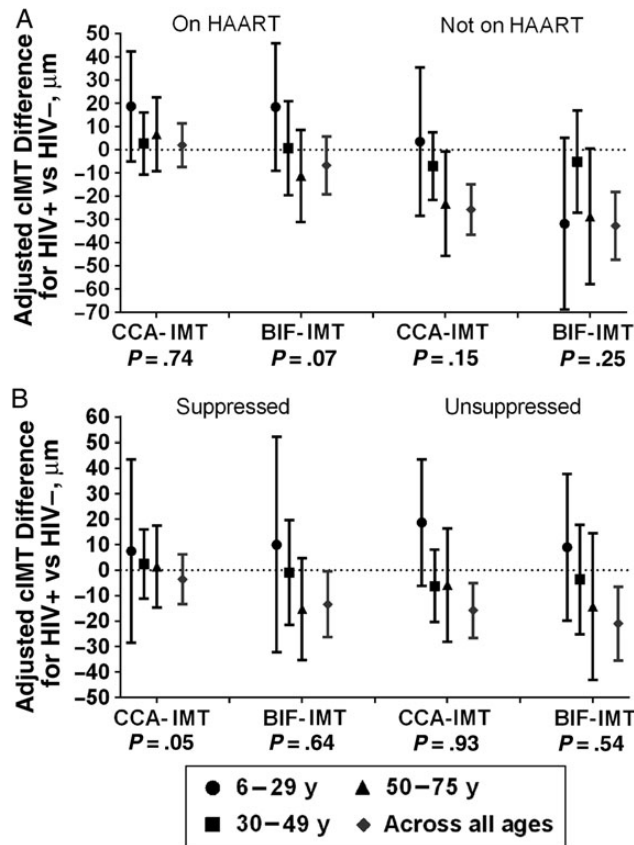 A
On HAART Not on HAART
Adjusted cIMT Difference
for HIV+ vs HIV−, µm
50
40
30
20
10
0
−10
−20
−30
−40
−50
−60
−70
CCA-IMT BIF-IMT CCA-IMT BIF-IMT
P = .74 P = .07 P = .15 P = .25
B
Suppressed Unsuppressed
Adjusted cIMT Difference
for HIV+ vs HIV−, µm
60
50
40
30
20
10
0
−10
−20
−30
−40
−50
CCA-IMT BIF-IMT CCA-IMT BIF-IMT
P = .05 P = .64 P = .93 P = .54
6−29 y 50−75 y
30−49 y Across all ages